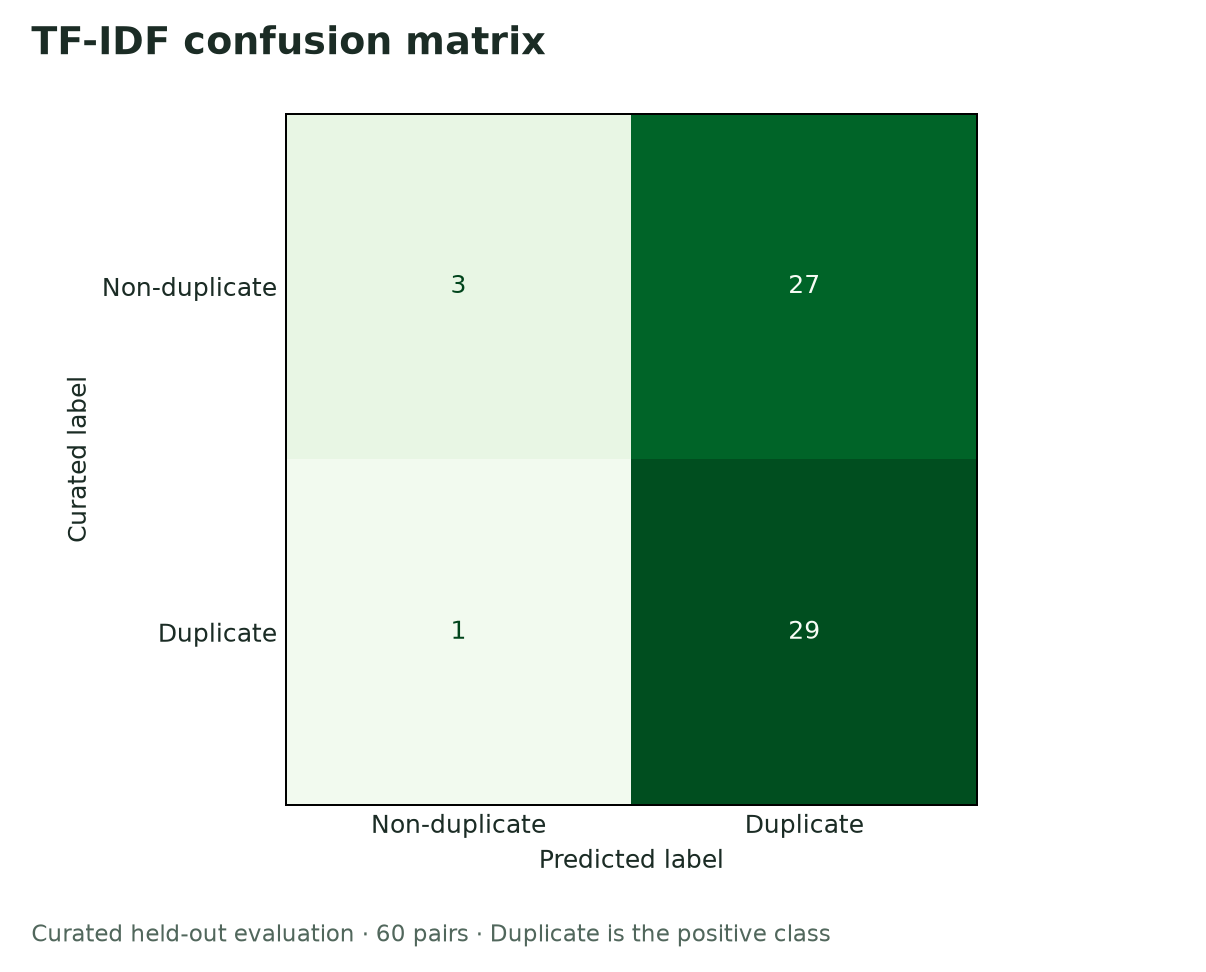 TF-IDF confusion matrix
Non-duplicate
3
27
Curated label
Duplicate
1
29
Non-duplicate
Duplicate
Predicted label
Curated held-out evaluation · 60 pairs · Duplicate is the positive class